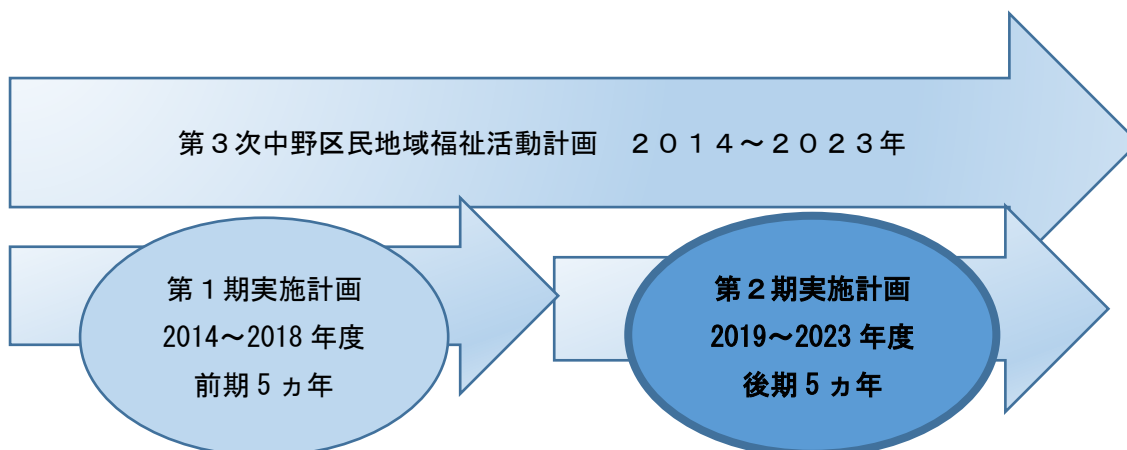 第３次中野区民地域福祉活動計画　２０１４～２０２３年
第１期実施計画
2014～2018 年度
前期 5 ヵ年
第２期実施計画
2019～2023 年度
後期 5 ヵ年